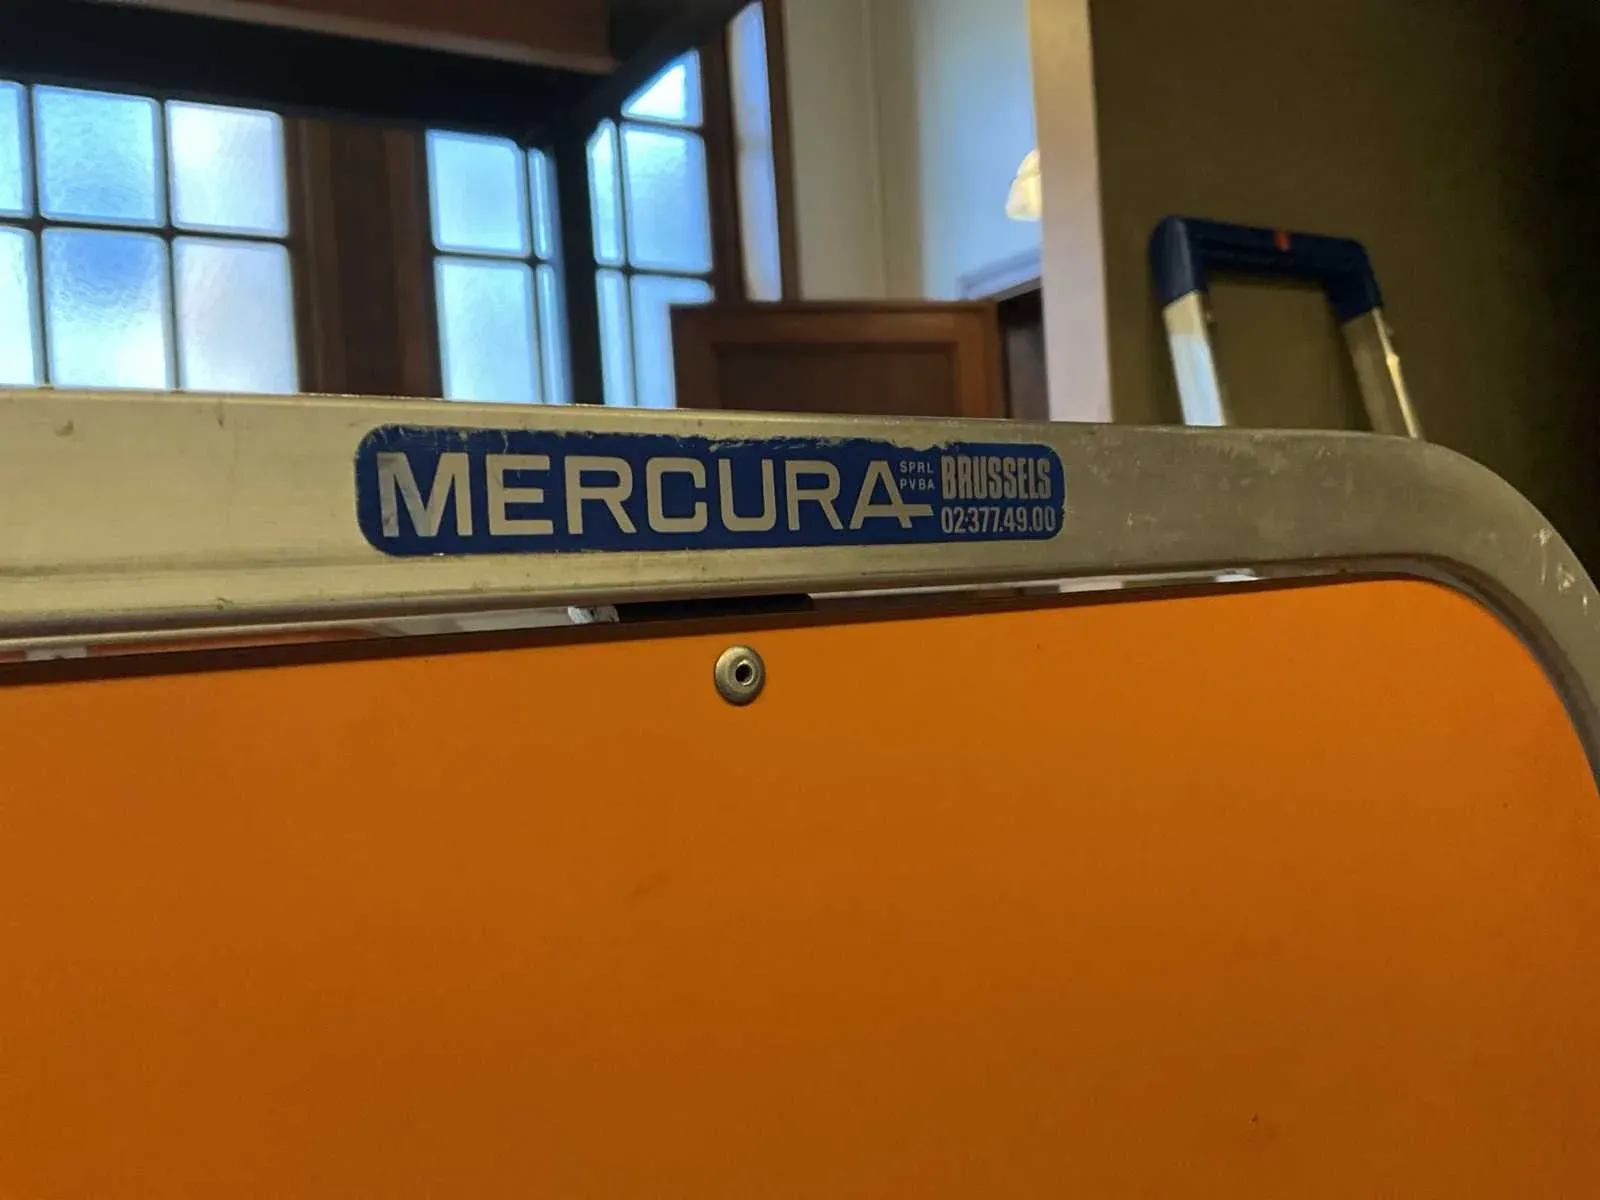 MERCURA
SPRL
PVBA
BRUSSELS
02·377.49.00